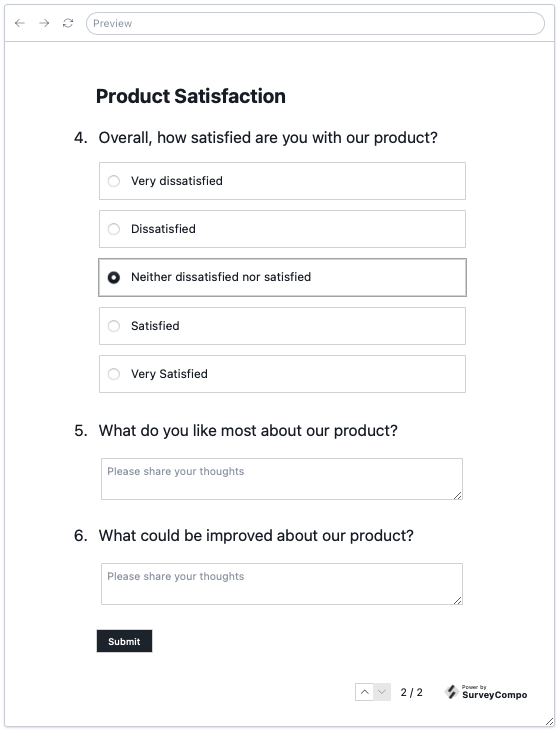 Preview
Product Satisfaction
4. Overall, how satisfied are you with our product?
Very dissatisfied
Dissatisfied
Neither dissatisfied nor satisfied
Satisfied
Very Satisfied
5. What do you like most about our product?
Please share your thoughts
6. What could be improved about our product?
Please share your thoughts
Submit
2 / 2
Power by
SurveyCompo